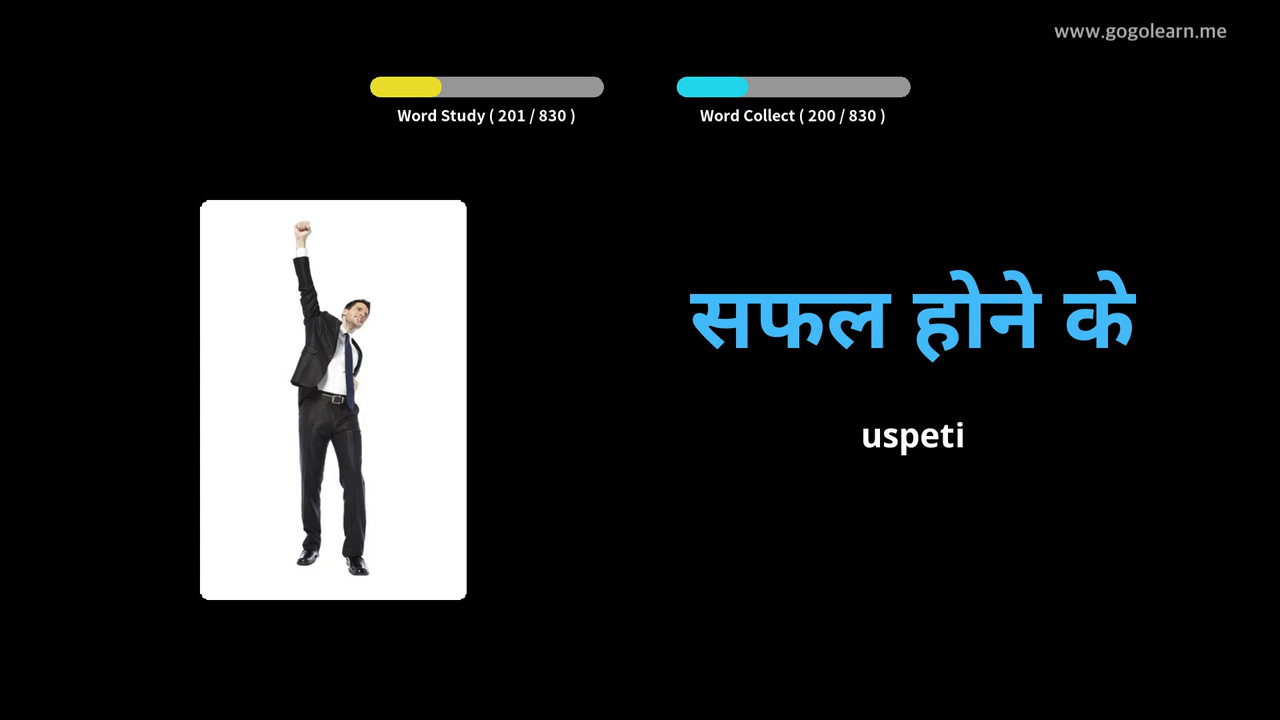 www.gogolearn.me
Word Study ( 201 / 830 )
Word Collect ( 200 / 830 )
सफल होने के
uspeti